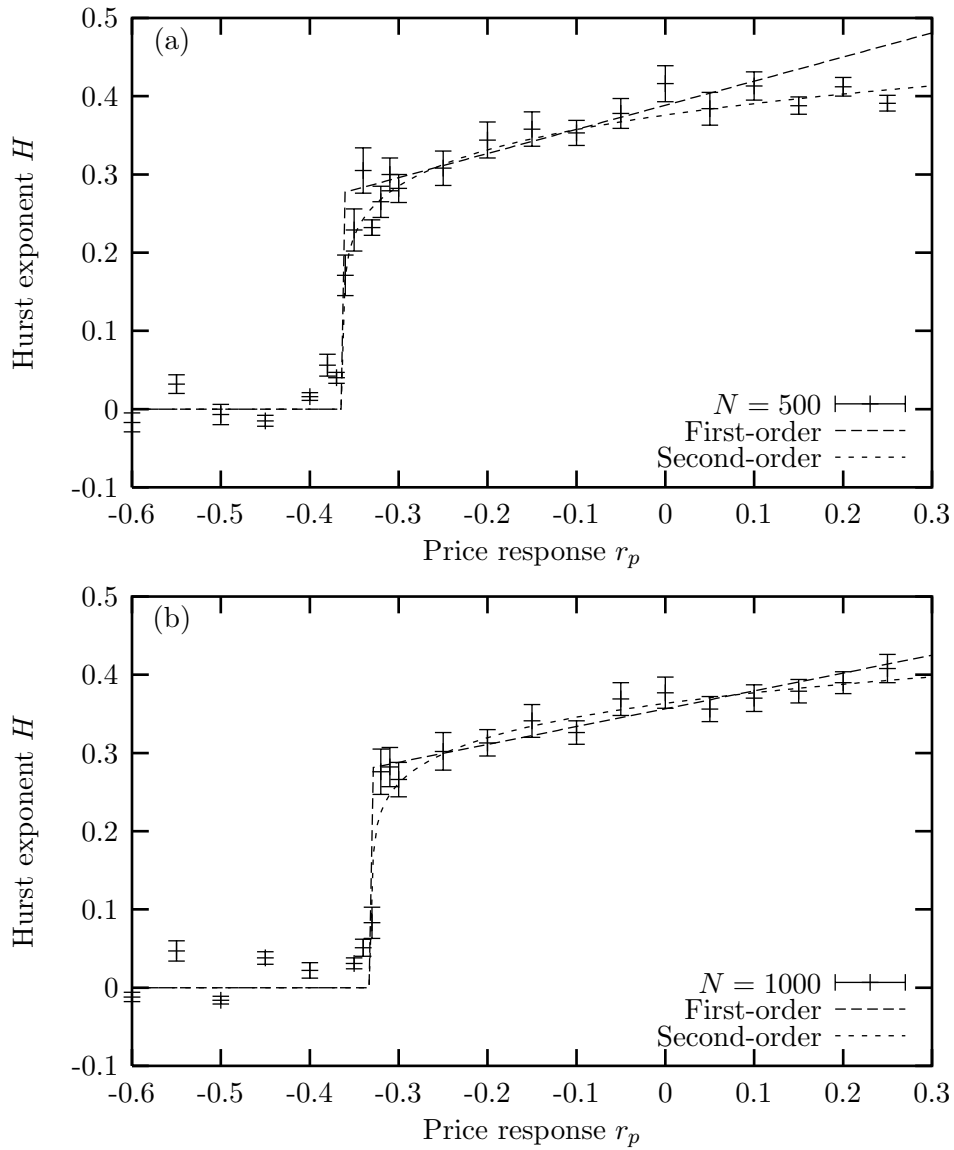 (a)
0.5
0.4
0.3
0.2
0.1
0
-0.1
Hurst exponent H
N = 500
First-order
Second-order
-0.6 -0.5 -0.4 -0.3 -0.2 -0.1 0 0.1 0.2 0.3
Price response r_p
(b)
0.5
0.4
0.3
0.2
0.1
0
-0.1
Hurst exponent H
N = 1000
First-order
Second-order
-0.6 -0.5 -0.4 -0.3 -0.2 -0.1 0 0.1 0.2 0.3
Price response r_p